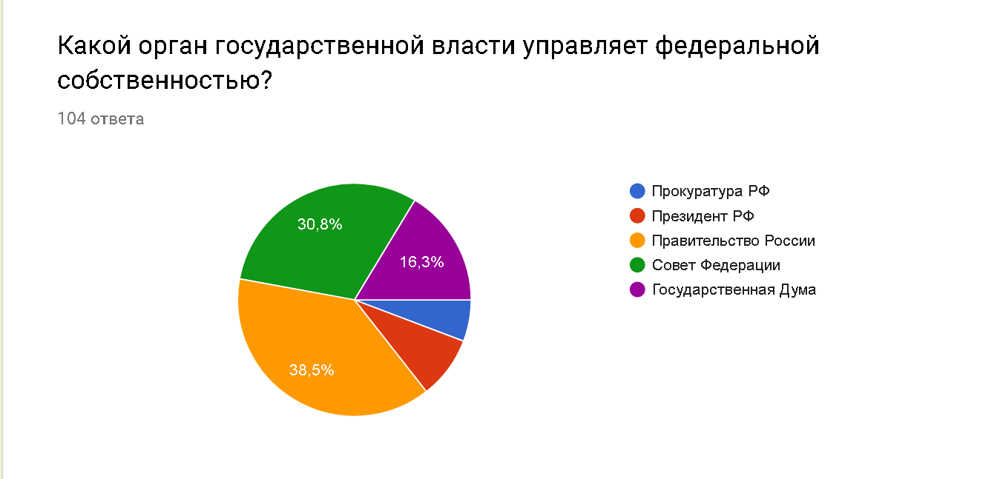 Какой орган государственной власти управляет федеральной
собственностью?
104 ответа
30,8%
16,3%
38,5%
Прокуратура РФ
Президент РФ
Правительство России
Совет Федерации
Государственная Дума